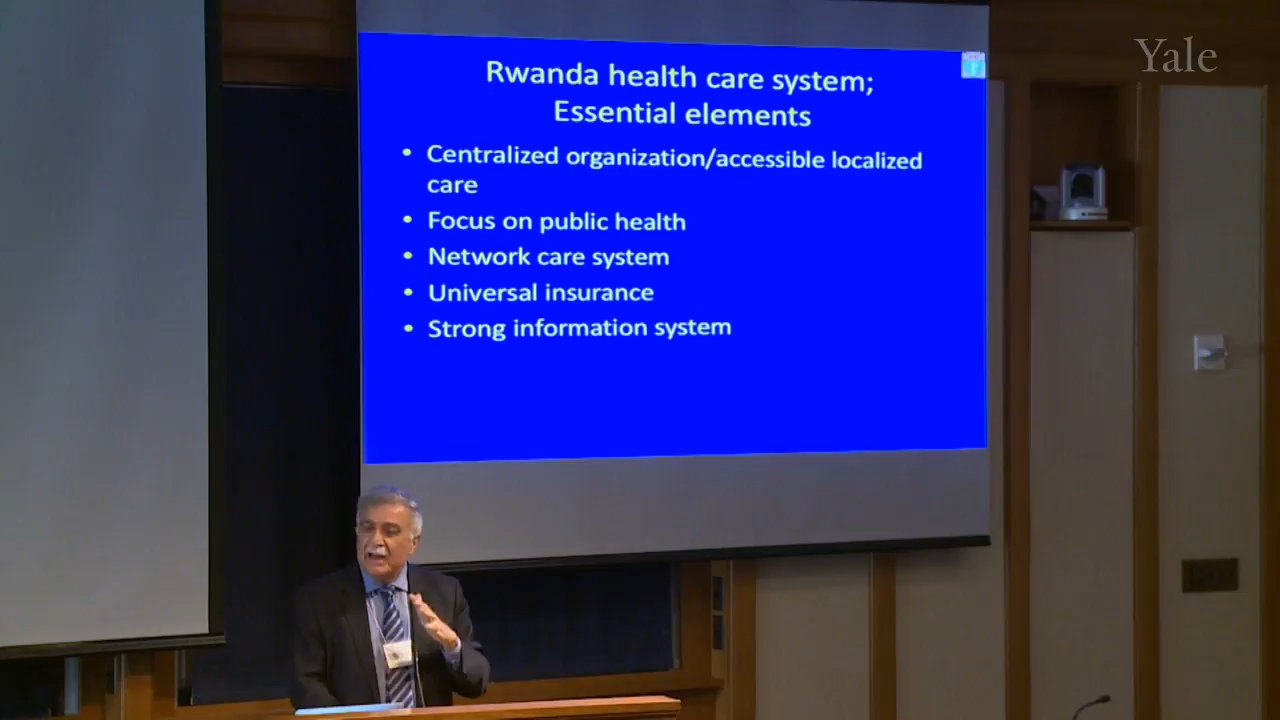 Yale
Rwanda health care system;
Essential elements
• Centralized organization/accessible localized
care
• Focus on public health
• Network care system
• Universal insurance
• Strong information system